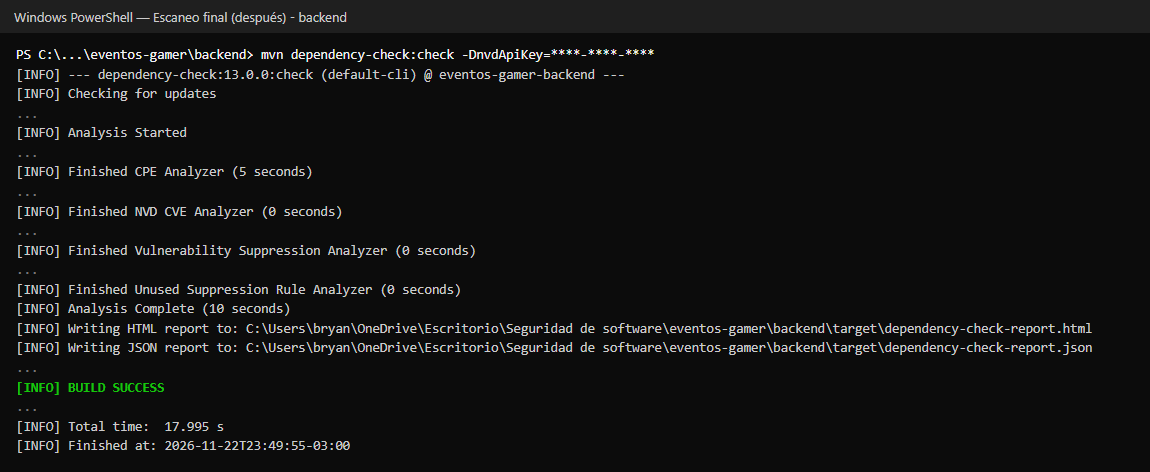 Windows PowerShell — Escaneo final (después) - backend
PS C:\...\eventos-gamer\backend> mvn dependency-check:check -DnvdApiKey=****-****-****
[INFO] --- dependency-check:13.0.0:check (default-cli) @ eventos-gamer-backend ---
[INFO] Checking for updates
...
[INFO] Analysis Started
...
[INFO] Finished CPE Analyzer (5 seconds)
...
[INFO] Finished NVD CVE Analyzer (0 seconds)
...
[INFO] Finished Vulnerability Suppression Analyzer (0 seconds)
...
[INFO] Finished Unused Suppression Rule Analyzer (0 seconds)
[INFO] Analysis Complete (10 seconds)
[INFO] Writing HTML report to: C:\Users\bryan\OneDrive\Escritorio\Seguridad de software\eventos-gamer\backend\target\dependency-check-report.html
[INFO] Writing JSON report to: C:\Users\bryan\OneDrive\Escritorio\Seguridad de software\eventos-gamer\backend\target\dependency-check-report.json
...
[INFO] BUILD SUCCESS
...
[INFO] Total time:  17.995 s
[INFO] Finished at: 2026-11-22T23:49:55-03:00